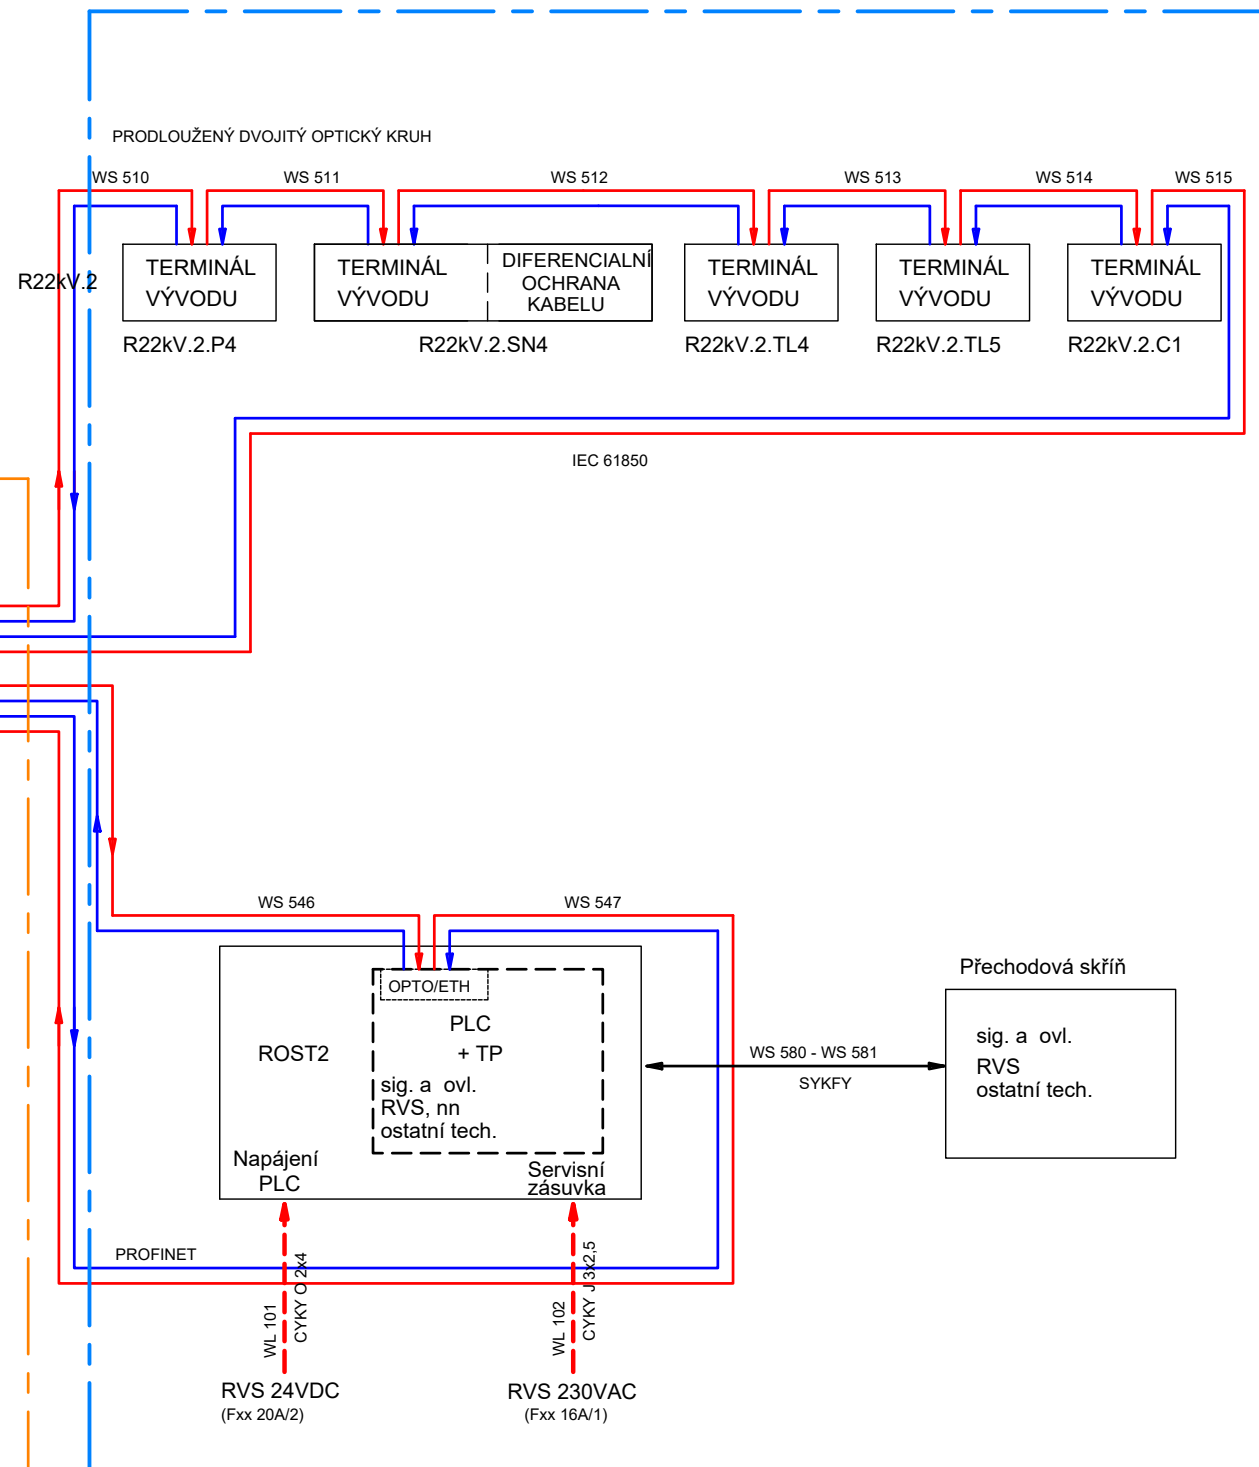 PRODLOUŽENÝ DVOJITÝ OPTICKÝ KRUH
WS 510
WS 511
WS 512
WS 513
WS 514
WS 515
R22kV.2
TERMINÁL
VÝVODU
R22kV.2.P4
TERMINÁL
VÝVODU
DIFERENCIALNÍ
OCHRANA
KABELU
R22kV.2.SN4
TERMINÁL
VÝVODU
R22kV.2.TL4
TERMINÁL
VÝVODU
R22kV.2.TL5
TERMINÁL
VÝVODU
R22kV.2.C1
IEC 61850
WS 546
WS 547
OPTO/ETH
PLC
+ TP
ROST2
sig. a ovl.
RVS, nn
ostatní tech.
Napájení
PLC
Servisní
zásuvka
WS 580 - WS 581
SYKFY
Přechodová skříň
sig. a ovl.
RVS
ostatní tech.
PROFINET
WL 101
CYKY O 2x4
WL 102
CYKY J 3x2,5
RVS 24VDC
(Fxx 20A/2)
RVS 230VAC
(Fxx 16A/1)